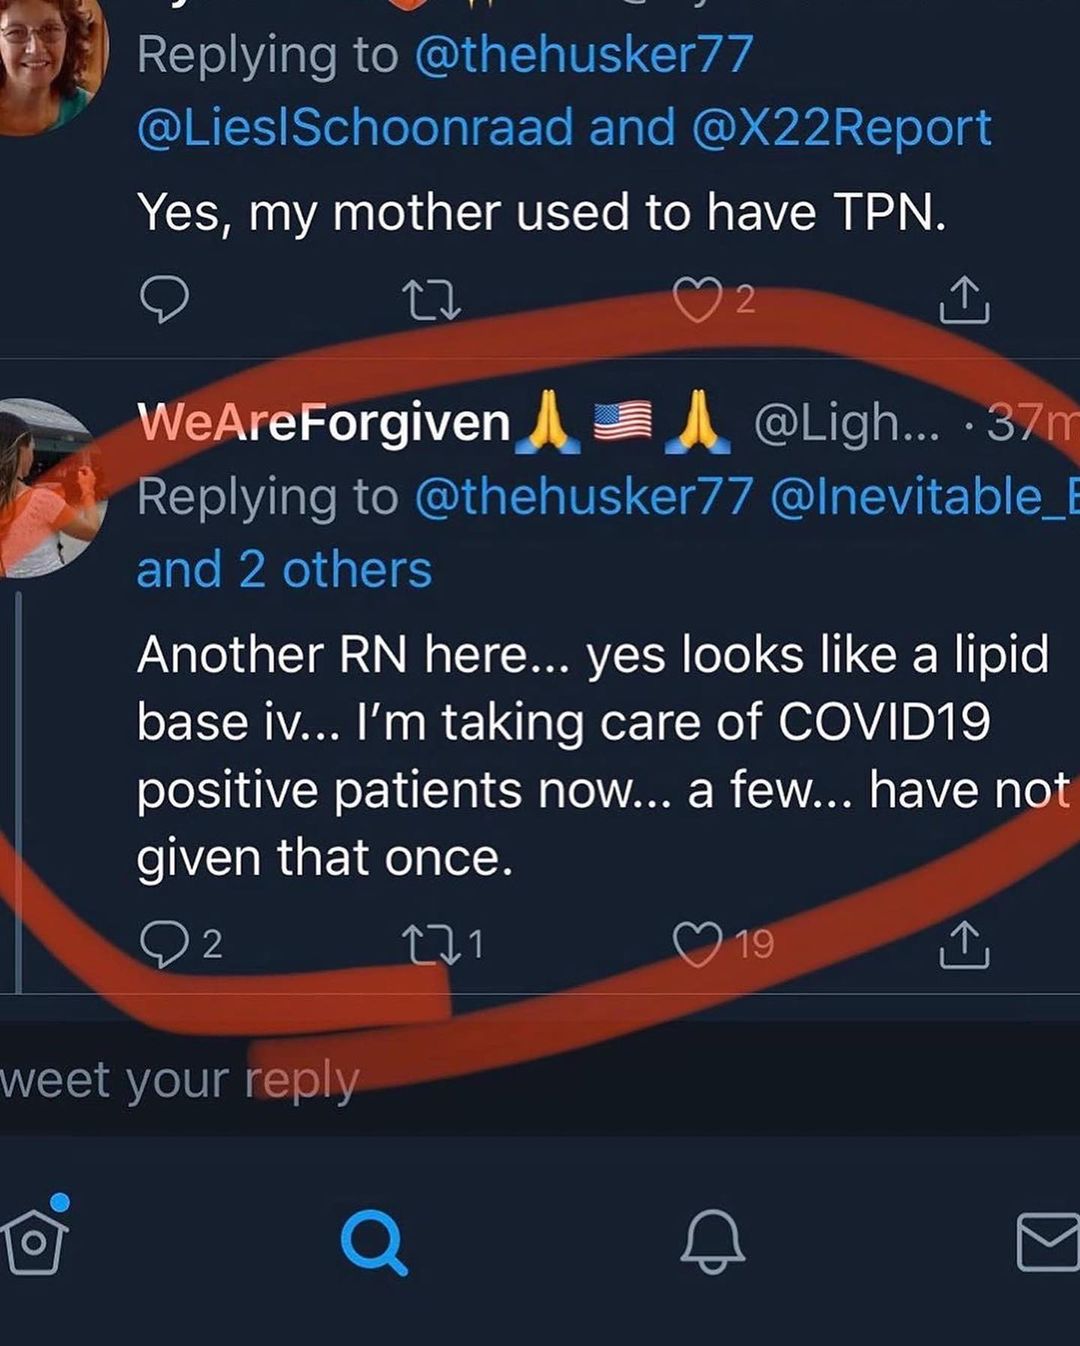 Replying to @thehusker77
@LieslSchoonraad and @X22Report
Yes, my mother used to have TPN.
2
WeAreForgiven🙏🇺🇸🙏 @Ligh... · 37m
Replying to @thehusker77 @Inevitable_E
and 2 others
Another RN here... yes looks like a lipid
base iv... I'm taking care of COVID19
positive patients now... a few... have not
given that once.
2 1 19
weet your reply